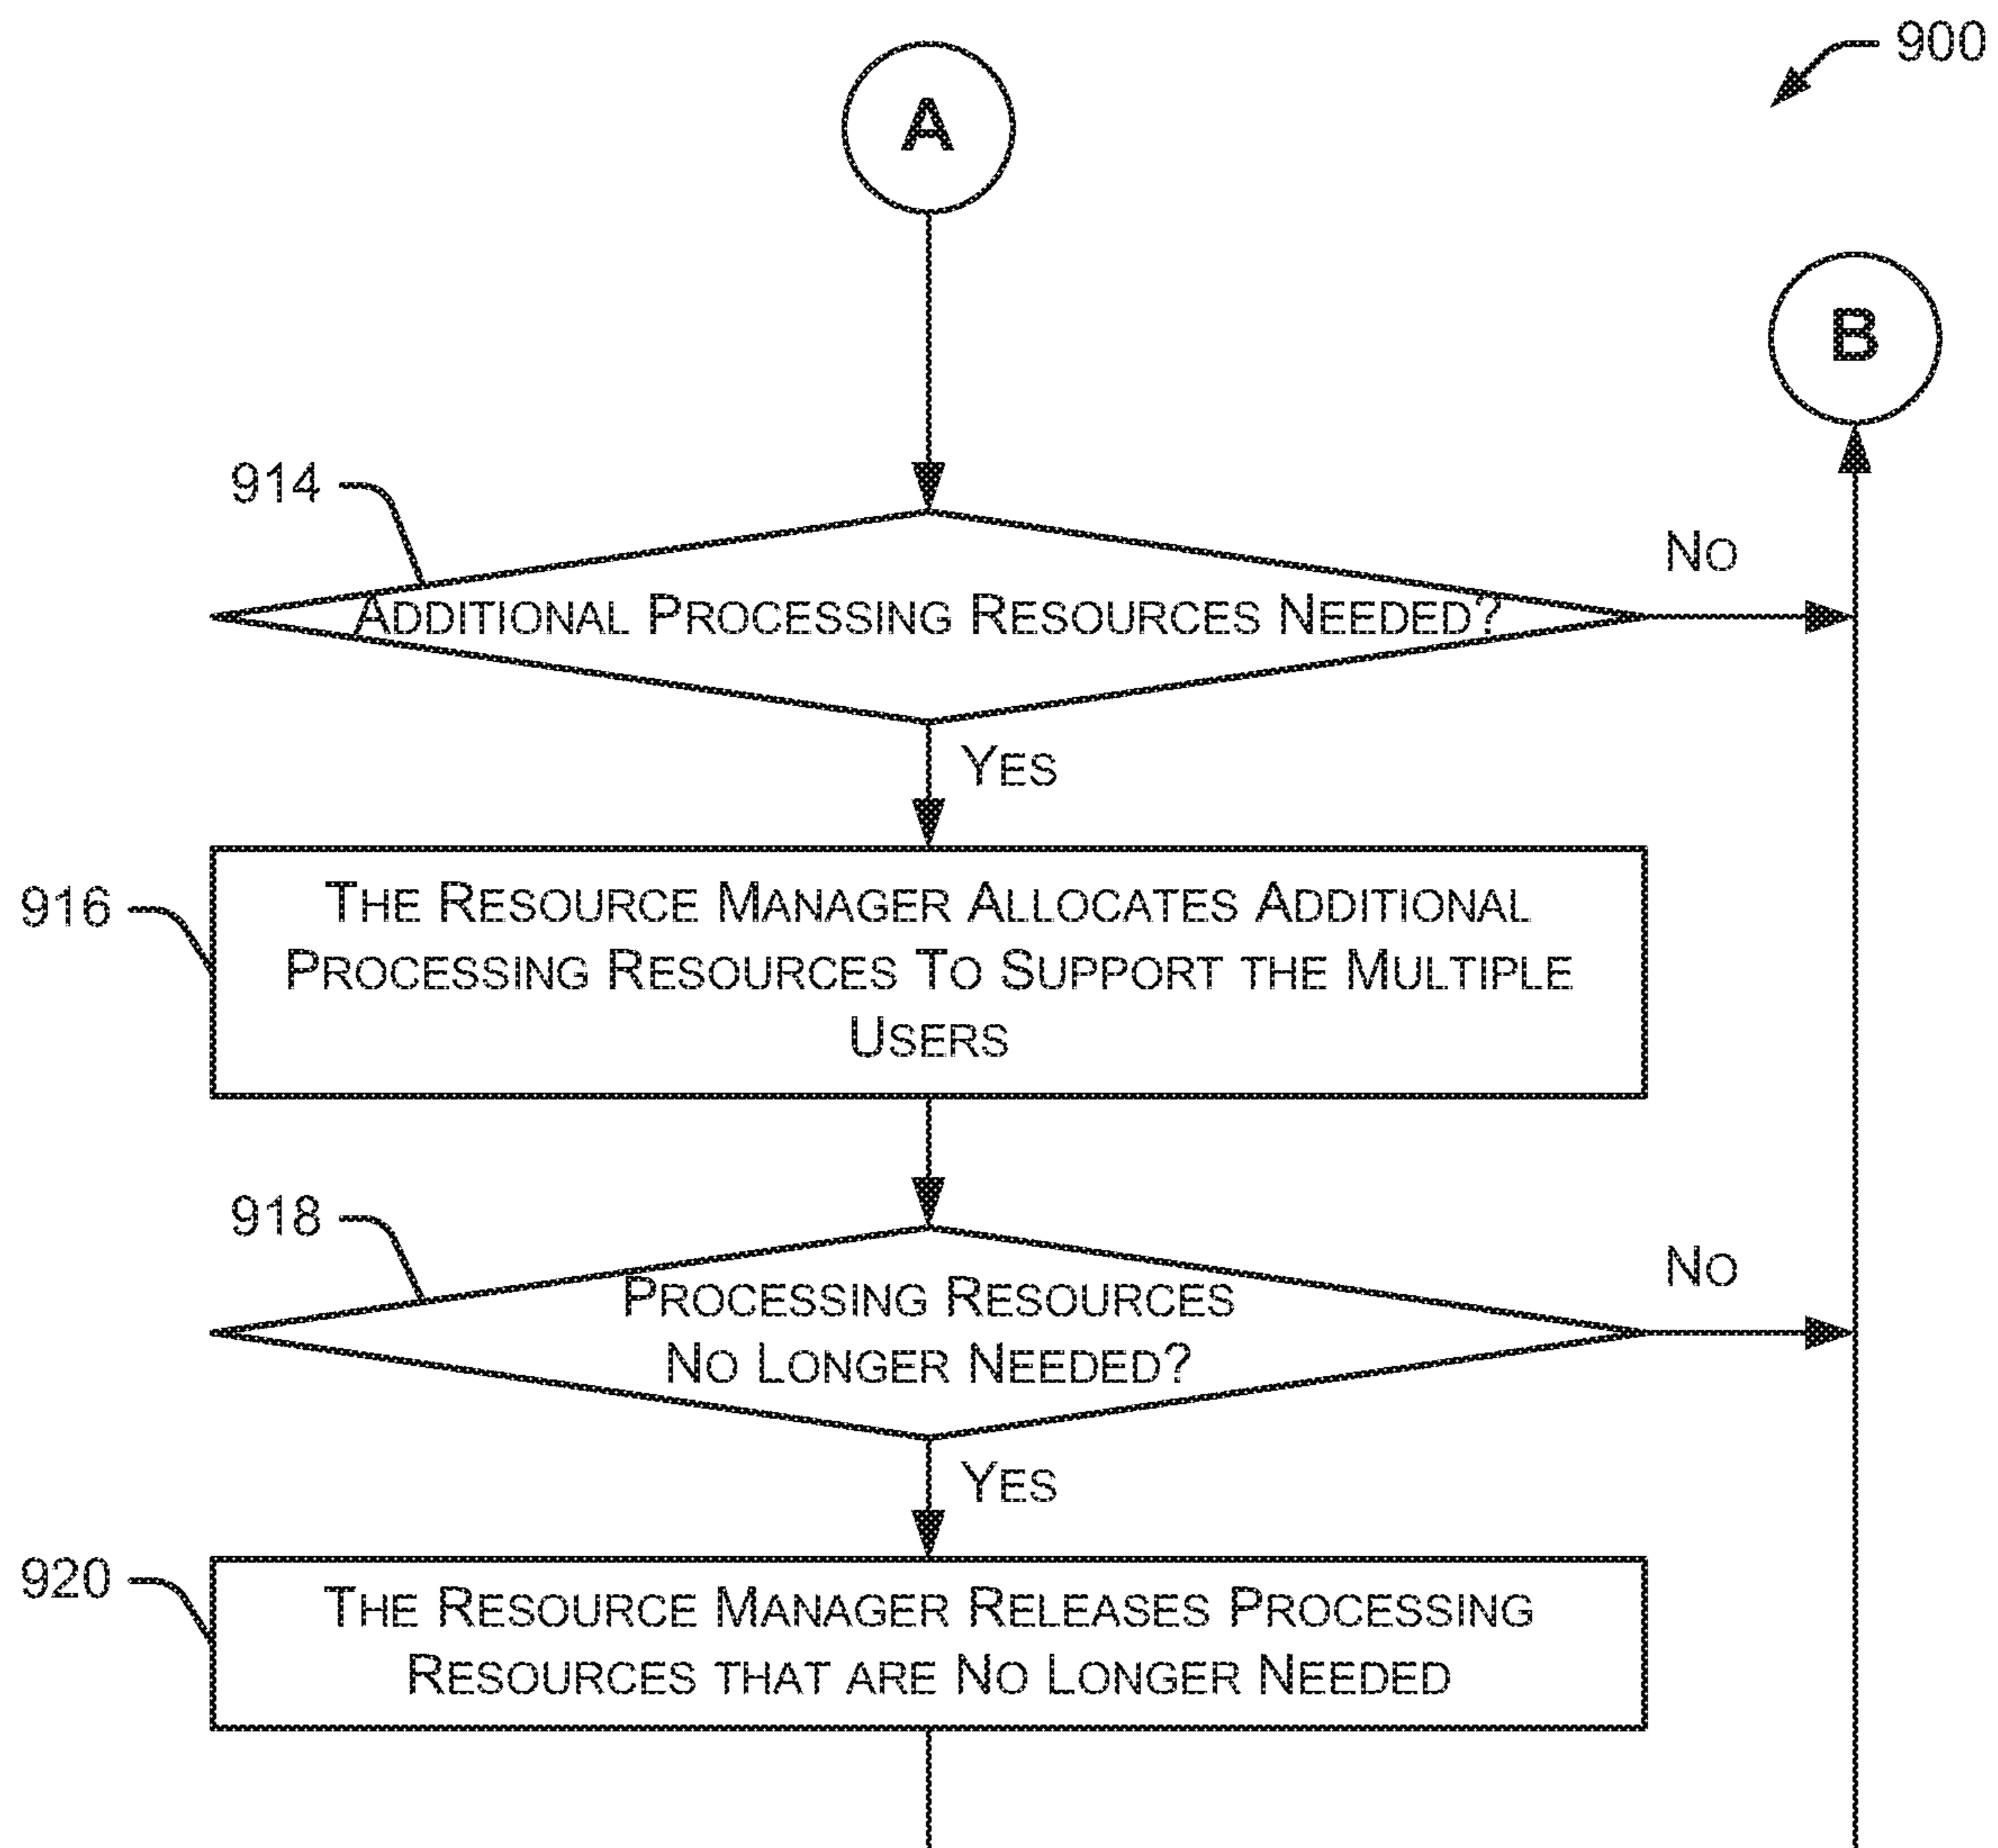 900
A
B
914
ADDITIONAL PROCESSING RESOURCES NEEDED?
NO
YES
916
THE RESOURCE MANAGER ALLOCATES ADDITIONAL
PROCESSING RESOURCES TO SUPPORT THE MULTIPLE
USERS
918
PROCESSING RESOURCES
NO LONGER NEEDED?
NO
YES
920
THE RESOURCE MANAGER RELEASES PROCESSING
RESOURCES THAT ARE NO LONGER NEEDED